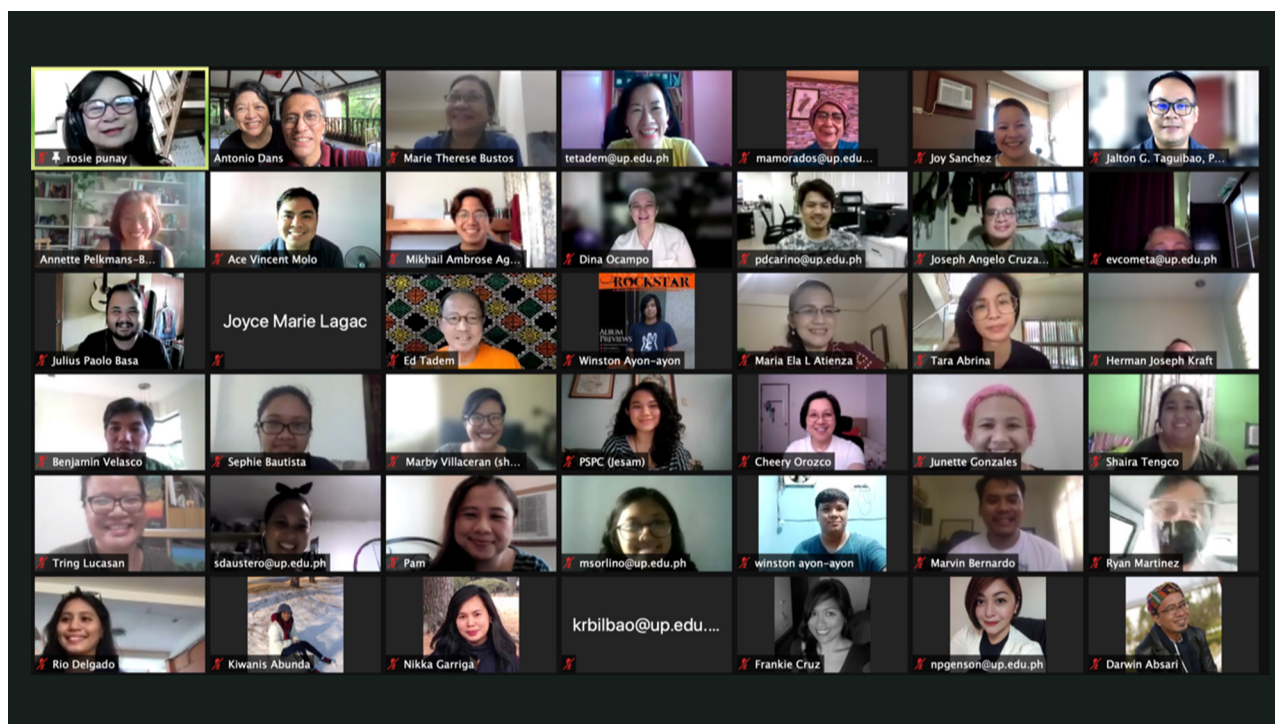 rosie punay
Antonio Dans
Marie Therese Bustos
tetadem@up.edu.ph
mamorados@up.edu...
Joy Sanchez
Jalton G. Taguibao, P...
Annette Pelkmans-B...
Ace Vincent Molo
Mikhail Ambrose Ag...
Dina Ocampo
pdcarino@up.edu.ph
Joseph Angelo Cruza...
evcometa@up.edu.ph
Julius Paolo Basa
Joyce Marie Lagac
Ed Tadem
ROCKSTAR
ALBUM
PREVIEWS
Winston Ayon-ayon
Maria Ela L Atienza
Tara Abrina
Herman Joseph Kraft
Benjamin Velasco
Sephie Bautista
Marby Villaceran (sh...
PSPC (Jesam)
Cheery Orozco
Junette Gonzales
Shaira Tengco
Tring Lucasan
sdaustero@up.edu.ph
Pam
msorlino@up.edu.ph
winston ayon-ayon
Marvin Bernardo
Ryan Martinez
Rio Delgado
Kiwanis Abunda
Nikka Garriga
krbilbao@up.edu....
Frankie Cruz
npgenson@up.edu.ph
Darwin Absari